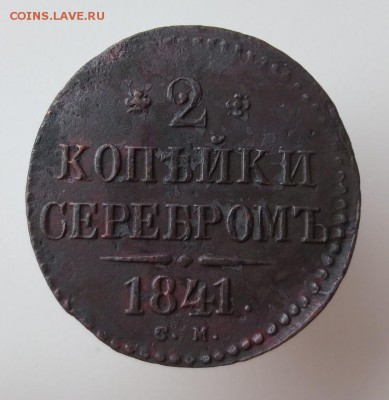 COINS.LAVE.RU
2
КОПѢЙКИ
СЕРЕБРОМЪ
1841.
С. М.